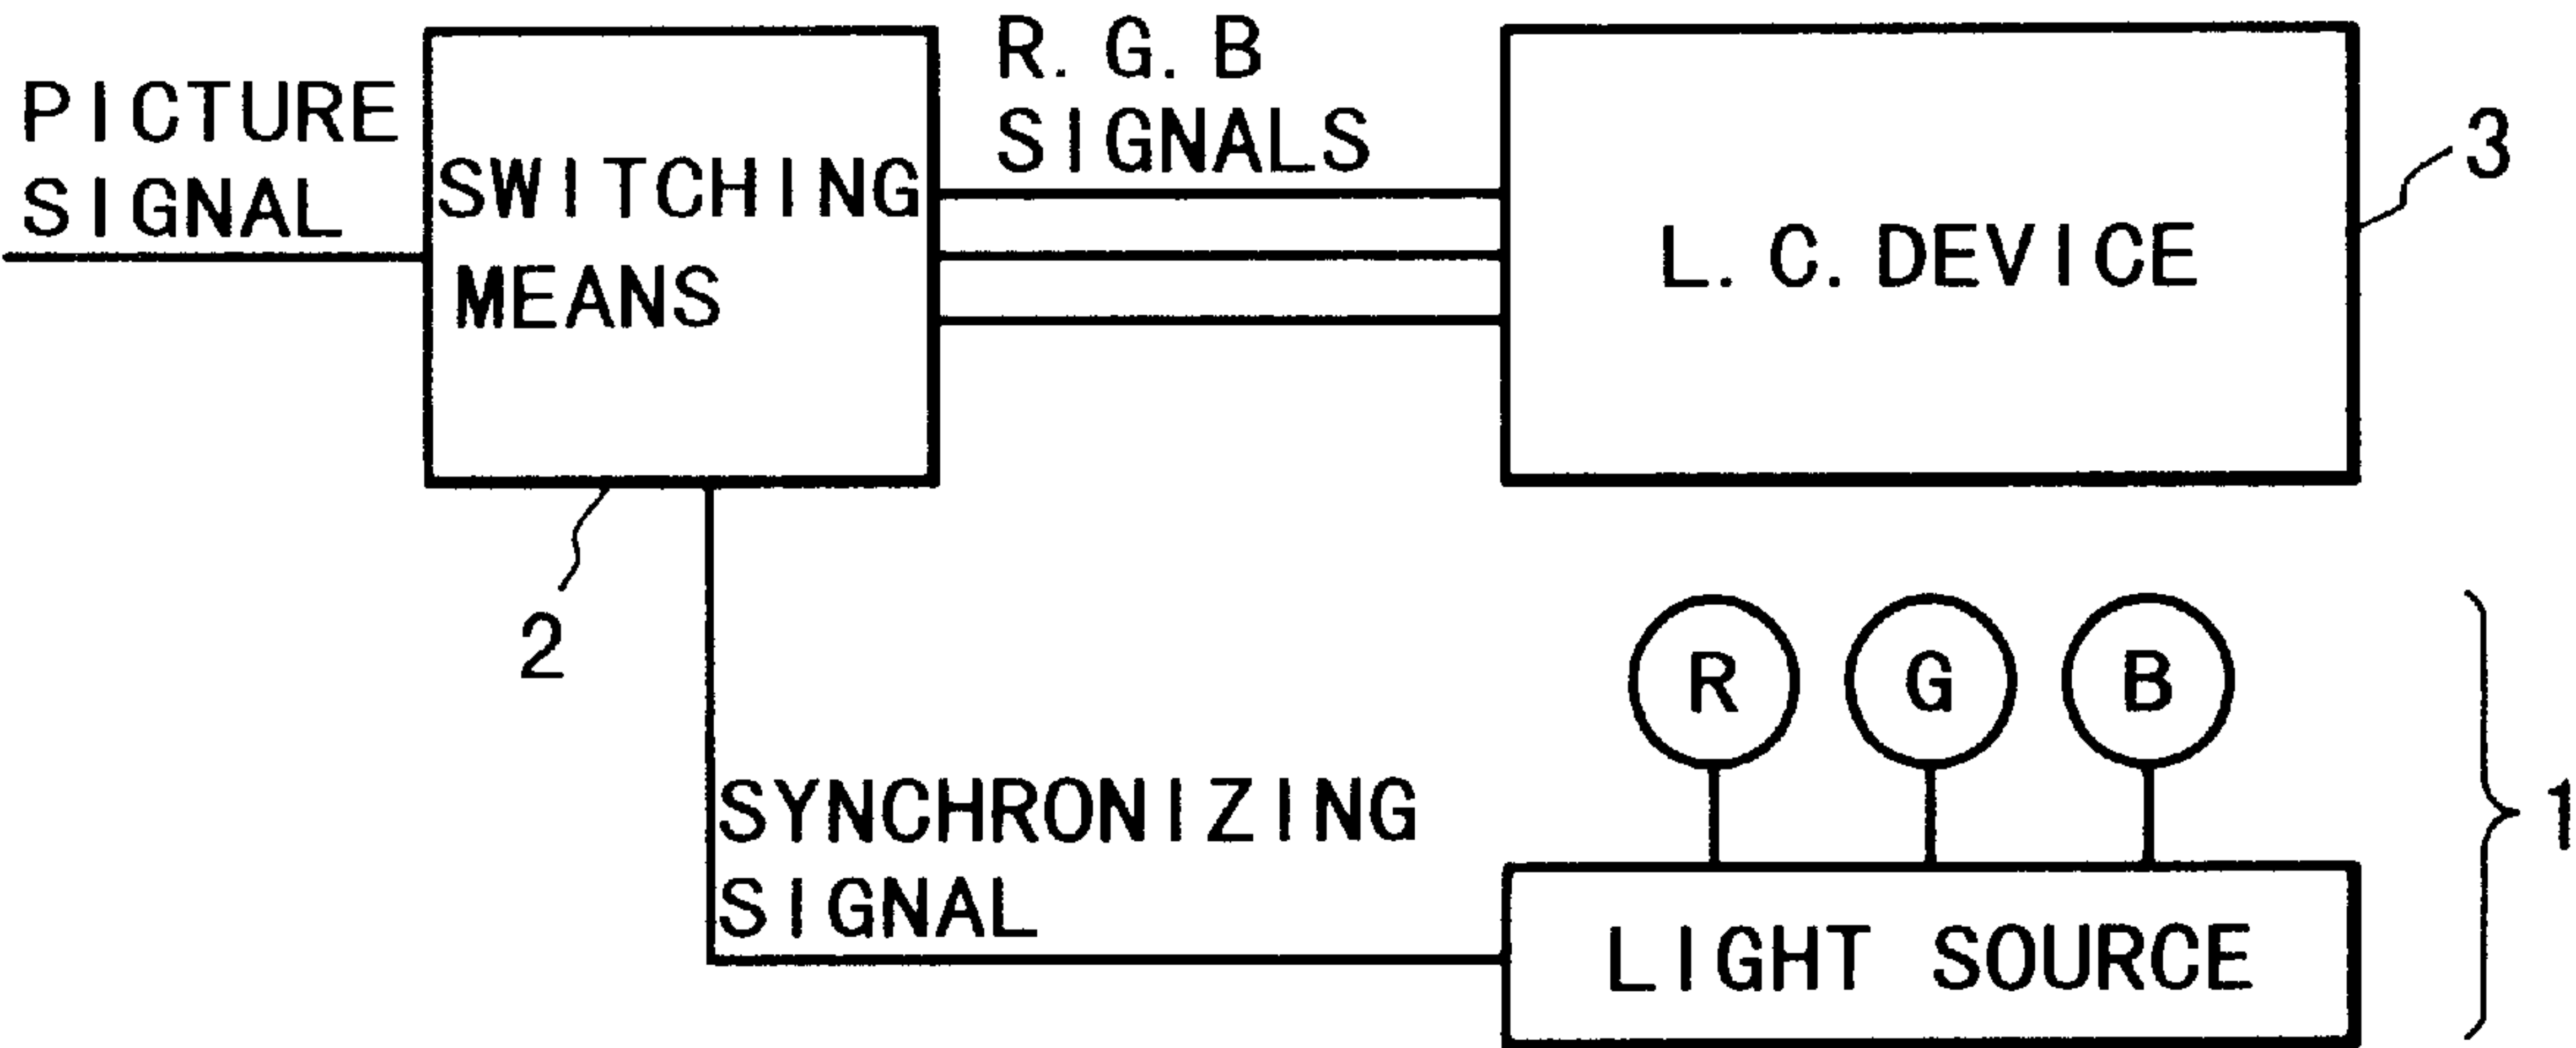 PICTURE
SIGNAL
SWITCHING
MEANS
2
R.G.B
SIGNALS
L.C.DEVICE
3
SYNCHRONIZING
SIGNAL
R G B
LIGHT SOURCE
1